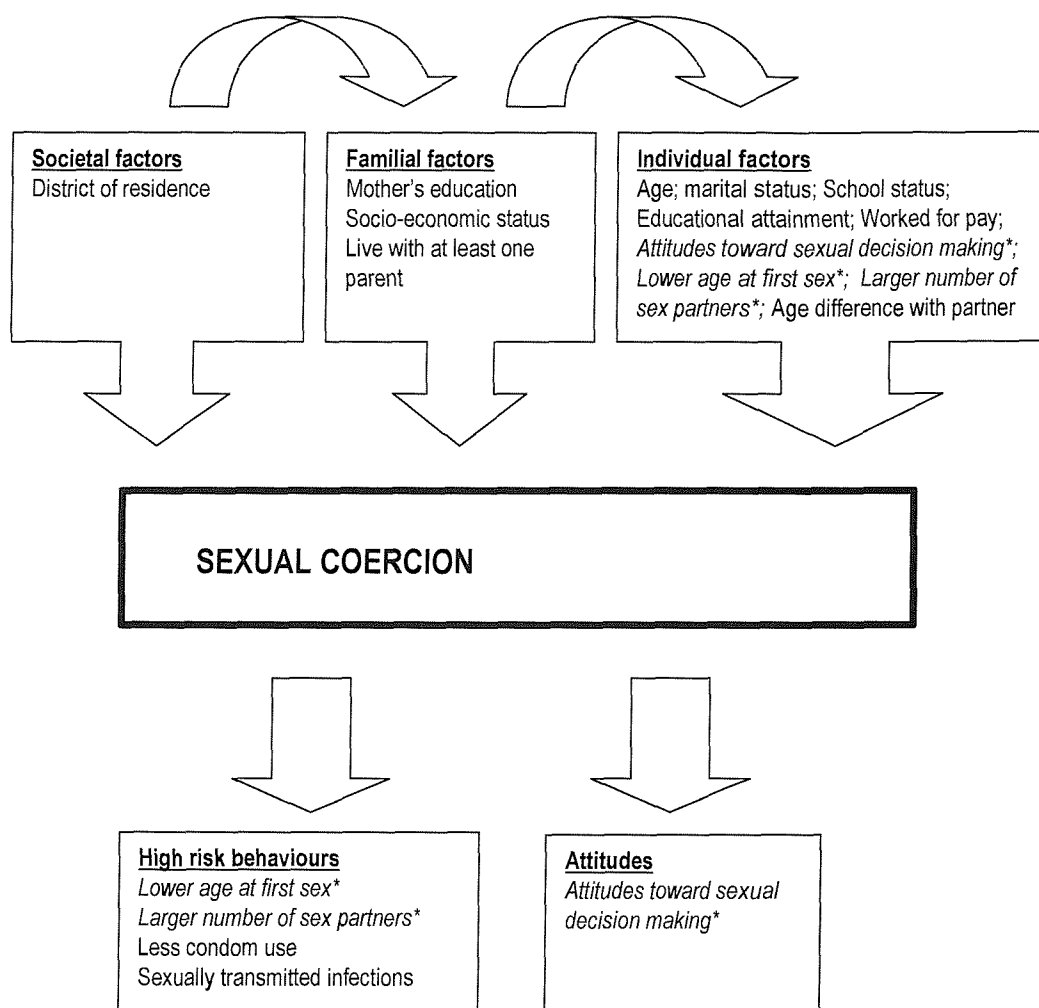 Societal factors
District of residence
Familial factors
Mother's education
Socio-economic status
Live with at least one
parent
Individual factors
Age; marital status; School status;
Educational attainment; Worked for pay;
Attitudes toward sexual decision making*;
Lower age at first sex*; Larger number of
sex partners*; Age difference with partner
SEXUAL COERCION
High risk behaviours
Lower age at first sex*
Larger number of sex partners*
Less condom use
Sexually transmitted infections
Attitudes
Attitudes toward sexual
decision making*